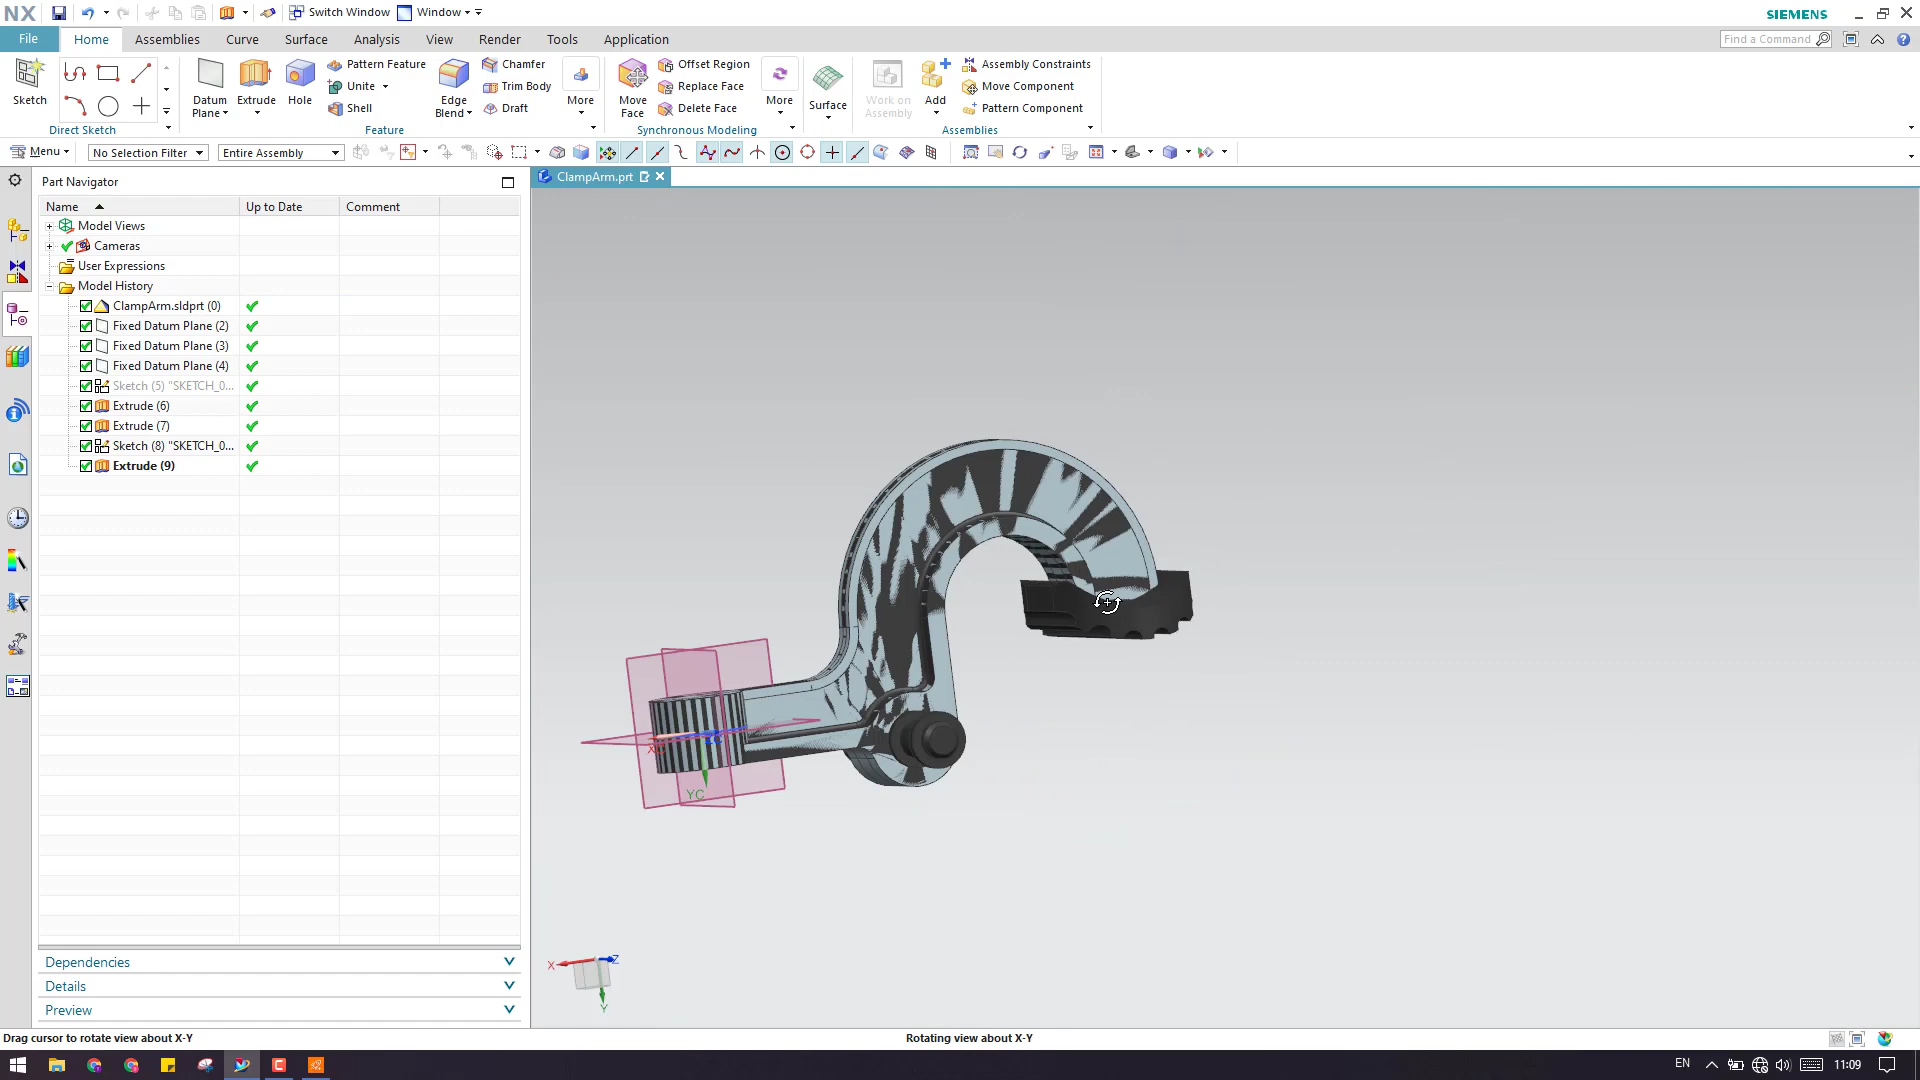 NX Switch Window Window SIEMENS
File Home Assemblies Curve Surface Analysis View Render Tools Application Find a Command
Sketch
Direct Sketch
Datum Plane
Extrude
Hole
Pattern Feature
Unite
Shell
Edge Blend
Chamfer
Trim Body
Draft
More
Feature
Move Face
Offset Region
Replace Face
Delete Face
More
Synchronous Modeling
Surface
Work on Assembly
Add
Assembly Constraints
Move Component
Pattern Component
Assemblies
Menu No Selection Filter Entire Assembly
Part Navigator
ClampArm.prt
Name Up to Date Comment
Model Views
Cameras
User Expressions
Model History
ClampArm.sldprt (0)
Fixed Datum Plane (2)
Fixed Datum Plane (3)
Fixed Datum Plane (4)
Sketch (5) "SKETCH_0...
Extrude (6)
Extrude (7)
Sketch (8) "SKETCH_0...
Extrude (9)
YC
X Z
Y
Dependencies
Details
Preview
Drag cursor to rotate view about X-Y Rotating view about X-Y
EN 11:09